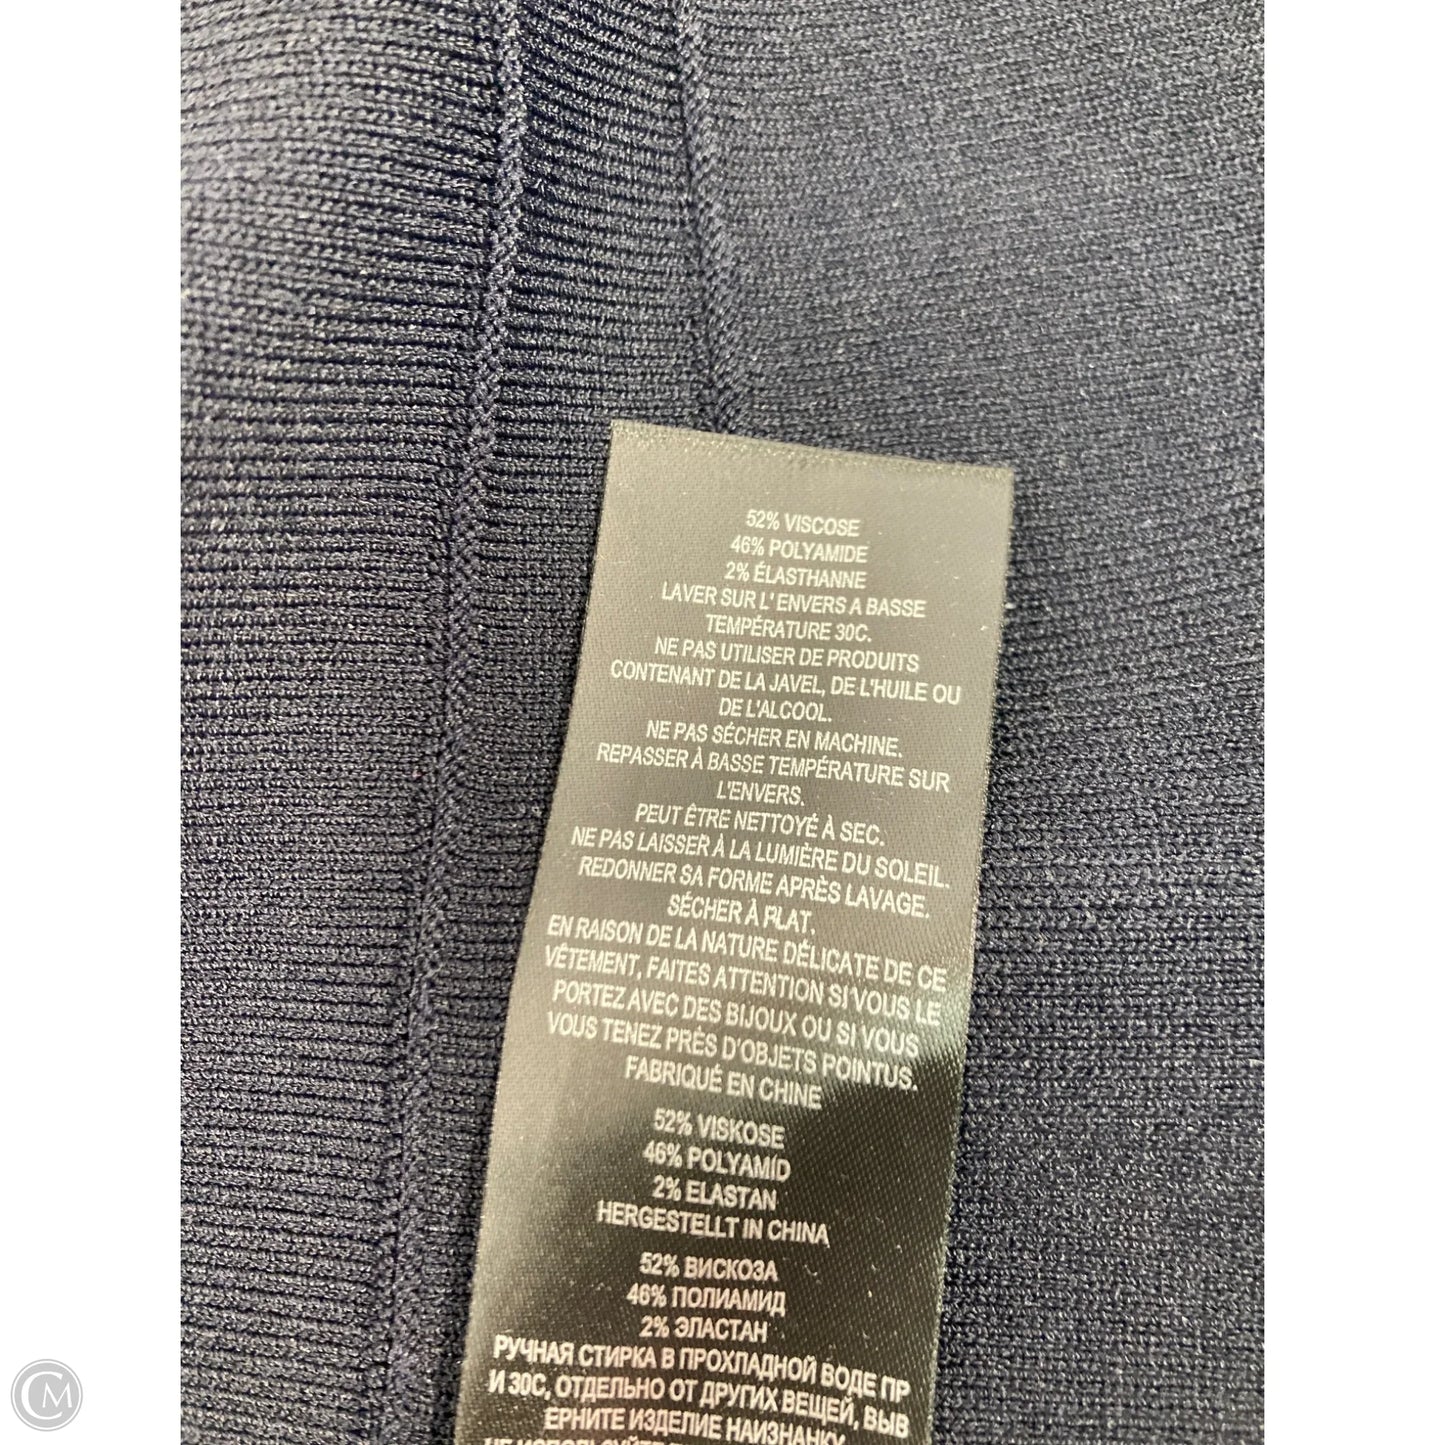 52% VISCOSE
46% POLYAMIDE
2% ÉLASTHANNE
LAVER SUR L' ENVERS A BASSE
TEMPÉRATURE 30C.
NE PAS UTILISER DE PRODUITS
CONTENANT DE LA JAVEL, DE L'HUILE OU
DE L'ALCOOL.
NE PAS SÉCHER EN MACHINE.
REPASSER À BASSE TEMPÉRATURE SUR
L'ENVERS.
PEUT ÊTRE NETTOYÉ À SEC.
NE PAS LAISSER À LA LUMIÈRE DU SOLEIL.
REDONNER SA FORME APRÈS LAVAGE.
SÉCHER À PLAT.
EN RAISON DE LA NATURE DÉLICATE DE CE
VÊTEMENT, FAITES ATTENTION SI VOUS LE
PORTEZ AVEC DES BIJOUX OU SI VOUS
VOUS TENEZ PRÈS D'OBJETS POINTUS.
FABRIQUÉ EN CHINE
52% VISKOSE
46% POLYAMID
2% ELASTAN
HERGESTELLT IN CHINA
52% ВИСКОЗА
46% ПОЛИАМИД
2% ЭЛАСТАН
РУЧНАЯ СТИРКА В ПРОХЛАДНОЙ ВОДЕ ПР
И 30С, ОТДЕЛЬНО ОТ ДРУГИХ ВЕЩЕЙ, ВЫВ
ЕРНИТЕ ИЗДЕЛИЕ НАИЗНАНКУ.
CM